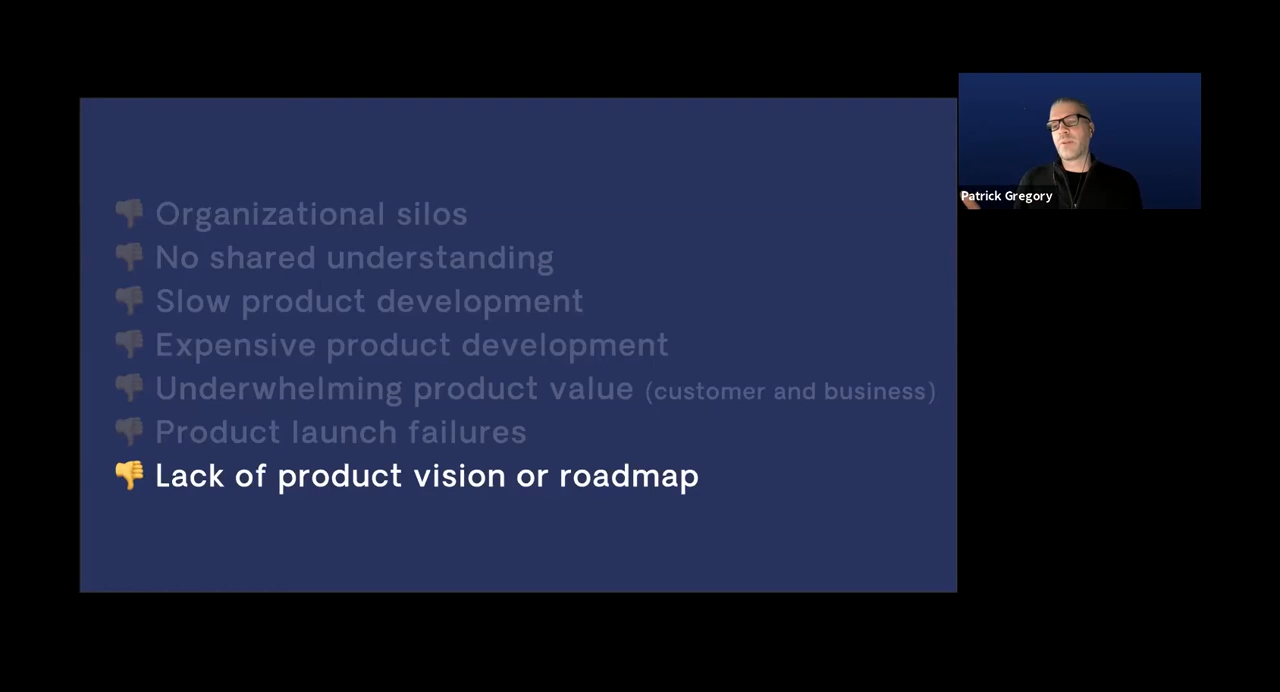 👎 Organizational silos
👎 No shared understanding
👎 Slow product development
👎 Expensive product development
👎 Underwhelming product value (customer and business)
👎 Product launch failures
👎 Lack of product vision or roadmap
Patrick Gregory